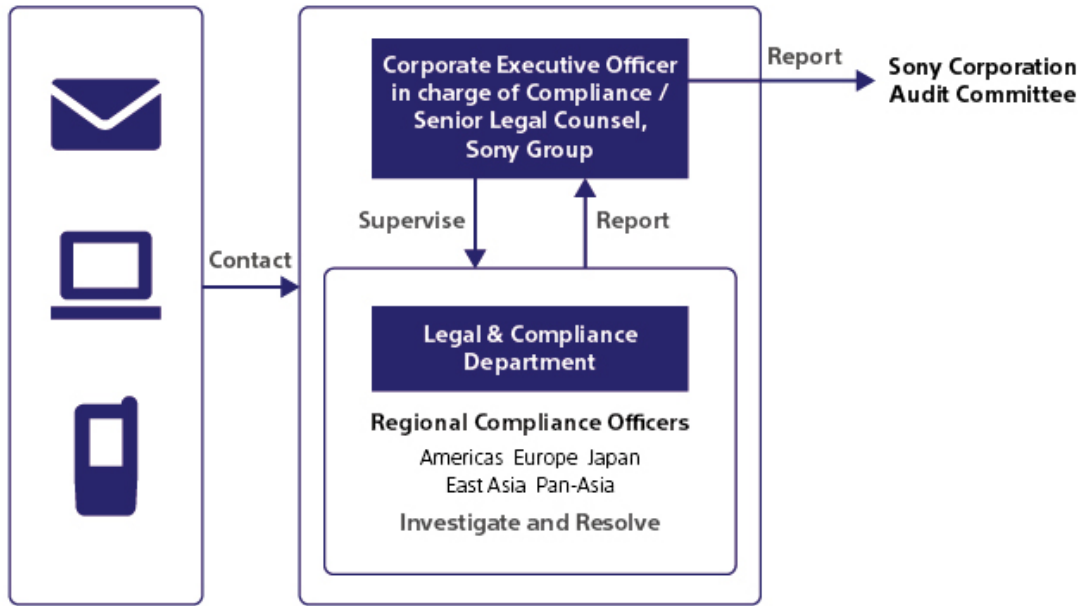 Corporate Executive Officer
in charge of Compliance /
Senior Legal Counsel,
Sony Group
Report
Sony Corporation
Audit Committee
Supervise
Report
Contact
Legal & Compliance
Department
Regional Compliance Officers
Americas Europe Japan
East Asia Pan-Asia
Investigate and Resolve